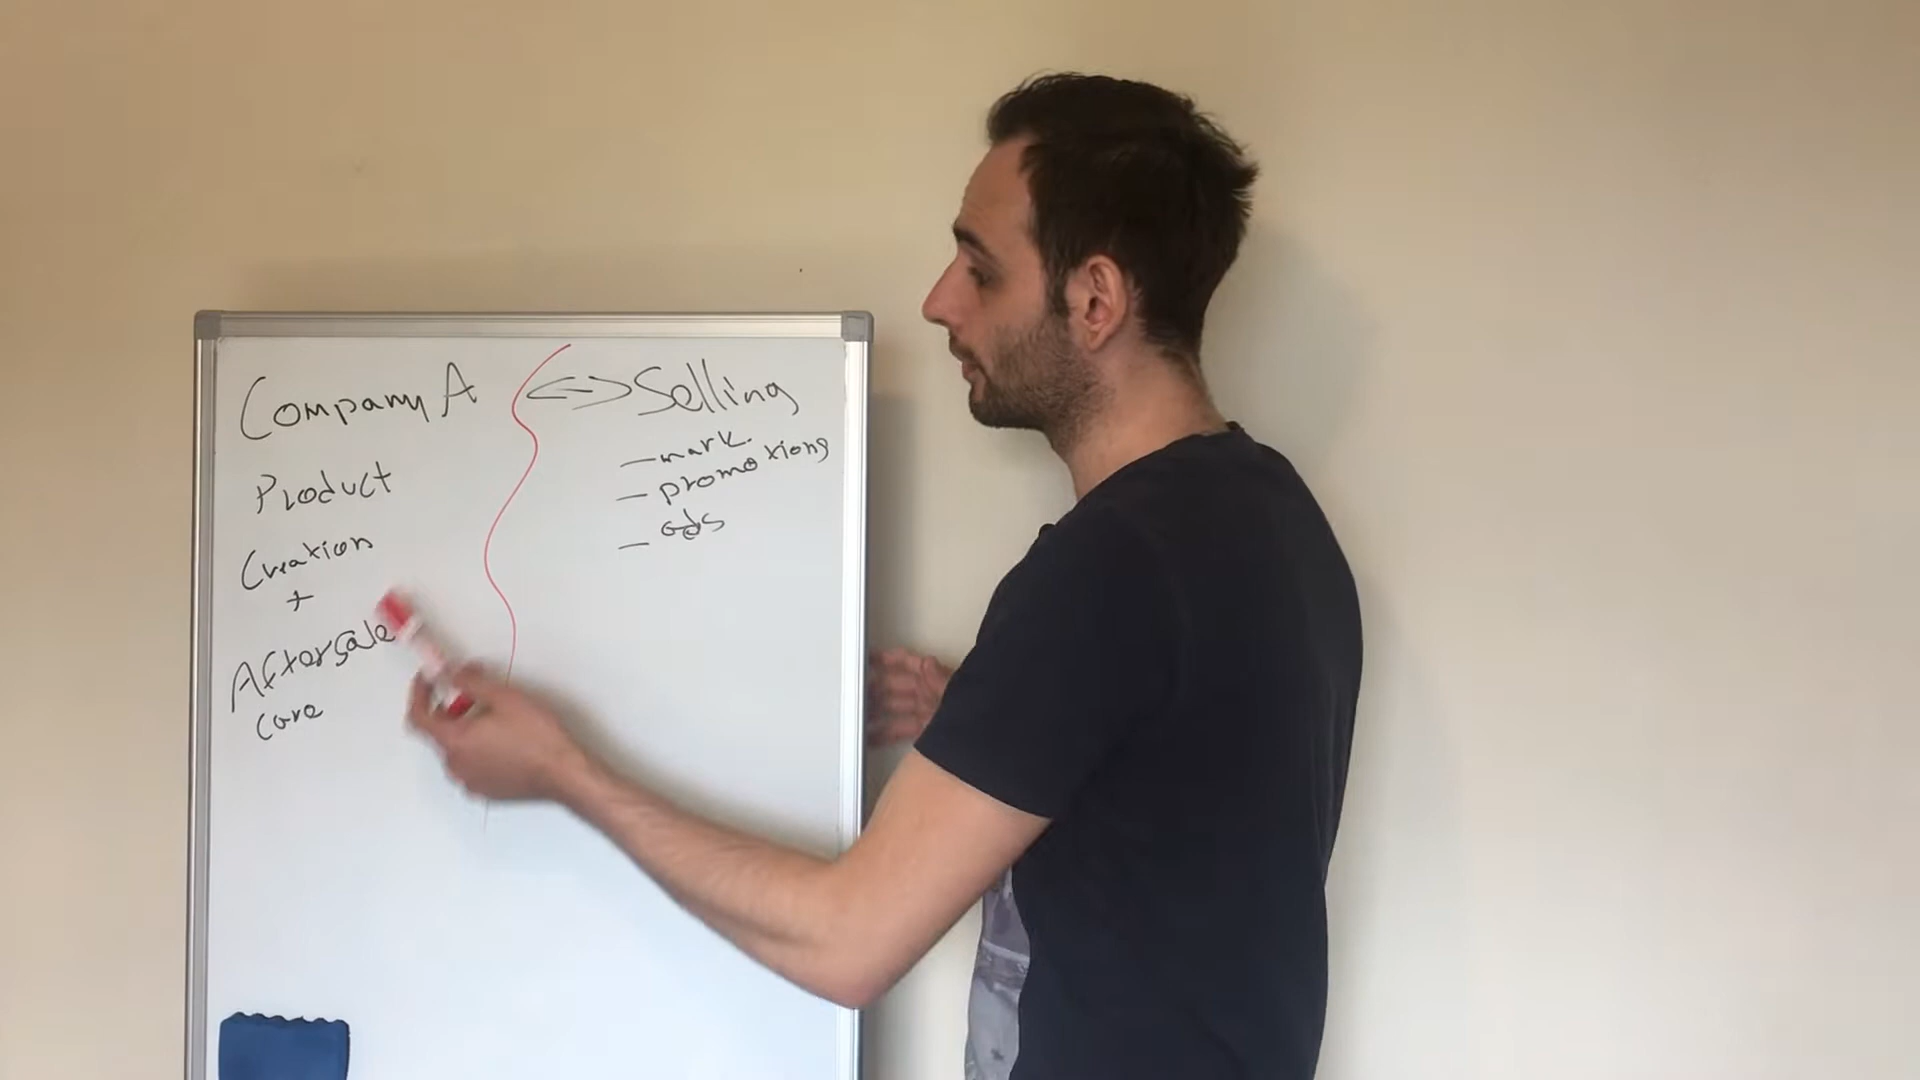 Company A <=> Selling
Product
Creation
+
Aftersale
care
- mark.
- promotions
- ads